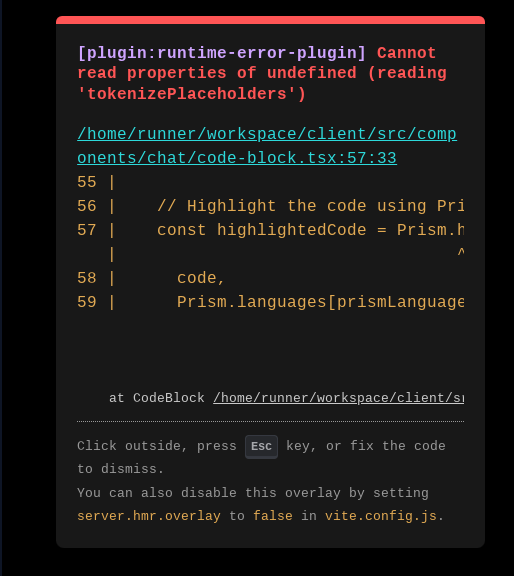 [plugin:runtime-error-plugin] Cannot
read properties of undefined (reading
'tokenizePlaceholders')
/home/runner/workspace/client/src/comp
onents/chat/code-block.tsx:57:33
55 |
56 |    // Highlight the code using Pri
57 |    const highlightedCode = Prism.h
   |                                  ^
58 |      code,
59 |      Prism.languages[prismLanguage
at CodeBlock /home/runner/workspace/client/sr
Click outside, press Esc key, or fix the code
to dismiss.
You can also disable this overlay by setting
server.hmr.overlay to false in vite.config.js.